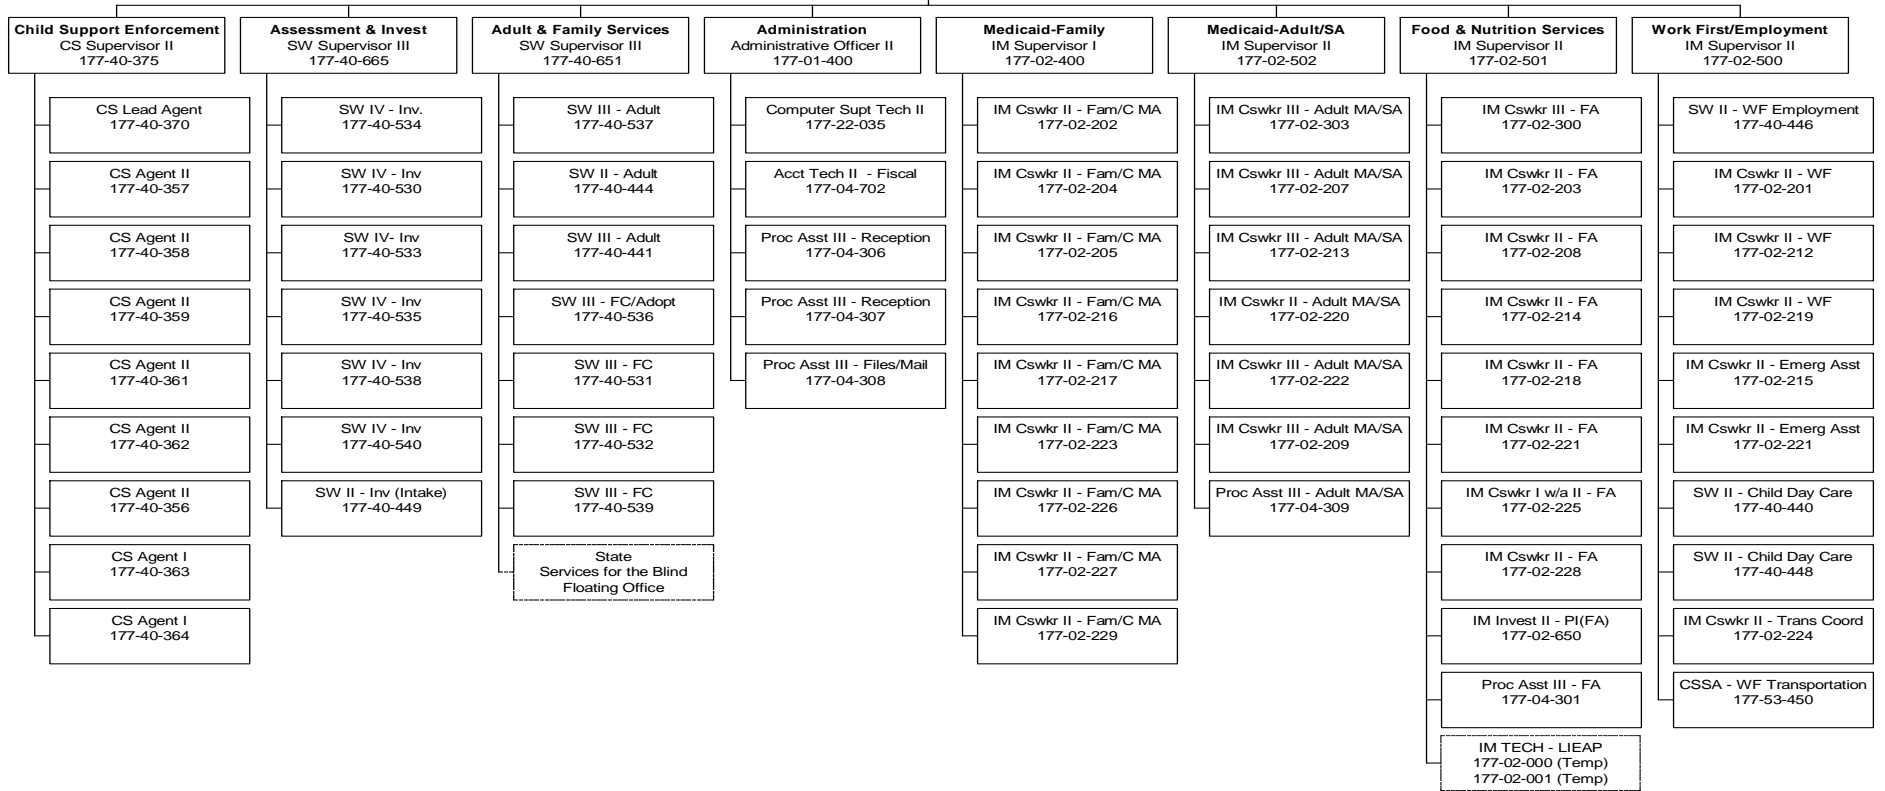 Child Support Enforcement
CS Supervisor II
177-40-375
CS Lead Agent
177-40-370
CS Agent II
177-40-357
CS Agent II
177-40-358
CS Agent II
177-40-359
CS Agent II
177-40-361
CS Agent II
177-40-362
CS Agent II
177-40-356
CS Agent I
177-40-363
CS Agent I
177-40-364
Assessment & Invest
SW Supervisor III
177-40-665
SW IV - Inv.
177-40-534
SW IV - Inv
177-40-530
SW IV- Inv
177-40-533
SW IV - Inv
177-40-535
SW IV - Inv
177-40-538
SW IV - Inv
177-40-540
SW II - Inv (Intake)
177-40-449
Adult & Family Services
SW Supervisor III
177-40-651
SW III - Adult
177-40-537
SW II - Adult
177-40-444
SW III - Adult
177-40-441
SW III - FC/Adopt
177-40-536
SW III - FC
177-40-531
SW III - FC
177-40-532
SW III - FC
177-40-539
State
Services for the Blind
Floating Office
Administration
Administrative Officer II
177-01-400
Computer Supt Tech II
177-22-035
Acct Tech II - Fiscal
177-04-702
Proc Asst III - Reception
177-04-306
Proc Asst III - Reception
177-04-307
Proc Asst III - Files/Mail
177-04-308
Medicaid-Family
IM Supervisor I
177-02-400
IM Cswkr II - Fam/C MA
177-02-202
IM Cswkr II - Fam/C MA
177-02-204
IM Cswkr II - Fam/C MA
177-02-205
IM Cswkr II - Fam/C MA
177-02-216
IM Cswkr II - Fam/C MA
177-02-217
IM Cswkr II - Fam/C MA
177-02-223
IM Cswkr II - Fam/C MA
177-02-226
IM Cswkr II - Fam/C MA
177-02-227
IM Cswkr II - Fam/C MA
177-02-229
Medicaid-Adult/SA
IM Supervisor II
177-02-502
IM Cswkr III - Adult MA/SA
177-02-303
IM Cswkr III - Adult MA/SA
177-02-207
IM Cswkr III - Adult MA/SA
177-02-213
IM Cswkr II - Adult MA/SA
177-02-220
IM Cswkr III - Adult MA/SA
177-02-222
IM Cswkr III - Adult MA/SA
177-02-209
Proc Asst III - Adult MA/SA
177-04-309
Food & Nutrition Services
IM Supervisor II
177-02-501
IM Cswkr III - FA
177-02-300
IM Cswkr II - FA
177-02-203
IM Cswkr II - FA
177-02-208
IM Cswkr II - FA
177-02-214
IM Cswkr II - FA
177-02-218
IM Cswkr II - FA
177-02-221
IM Cswkr I w/a II - FA
177-02-225
IM Cswkr II - FA
177-02-228
IM Invest II - PI(FA)
177-02-650
Proc Asst III - FA
177-04-301
IM TECH - LIEAP
177-02-000 (Temp)
177-02-001 (Temp)
Work First/Employment
IM Supervisor II
177-02-500
SW II - WF Employment
177-40-446
IM Cswkr II - WF
177-02-201
IM Cswkr II - WF
177-02-212
IM Cswkr II - WF
177-02-219
IM Cswkr II - Emerg Asst
177-02-215
IM Cswkr II - Emerg Asst
177-02-221
SW II - Child Day Care
177-40-440
SW II - Child Day Care
177-40-448
IM Cswkr II - Trans Coord
177-02-224
CSSA - WF Transportation
177-53-450